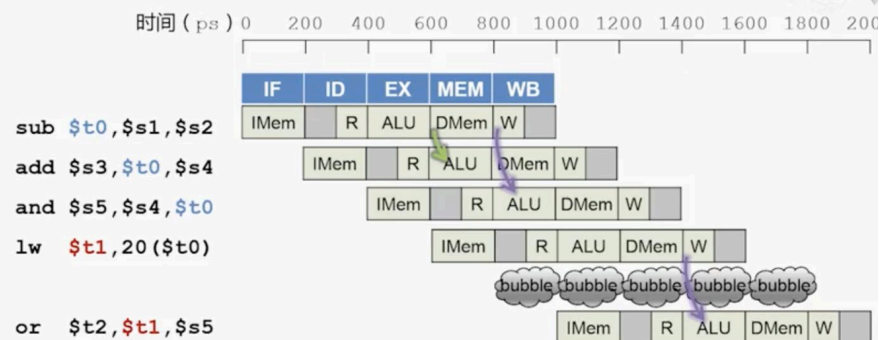 时间(ps) 0 200 400 600 800 1000 1200 1400 1600 1800 200
IF ID EX MEM WB
sub $t0,$s1,$s2 IMem R ALU DMem W
add $s3,$t0,$s4 IMem R ALU DMem W
and $s5,$s4,$t0 IMem R ALU DMem W
lw $t1,20($t0) IMem R ALU DMem W
bubble bubble bubble bubble bubble
or $t2,$t1,$s5 IMem R ALU DMem W